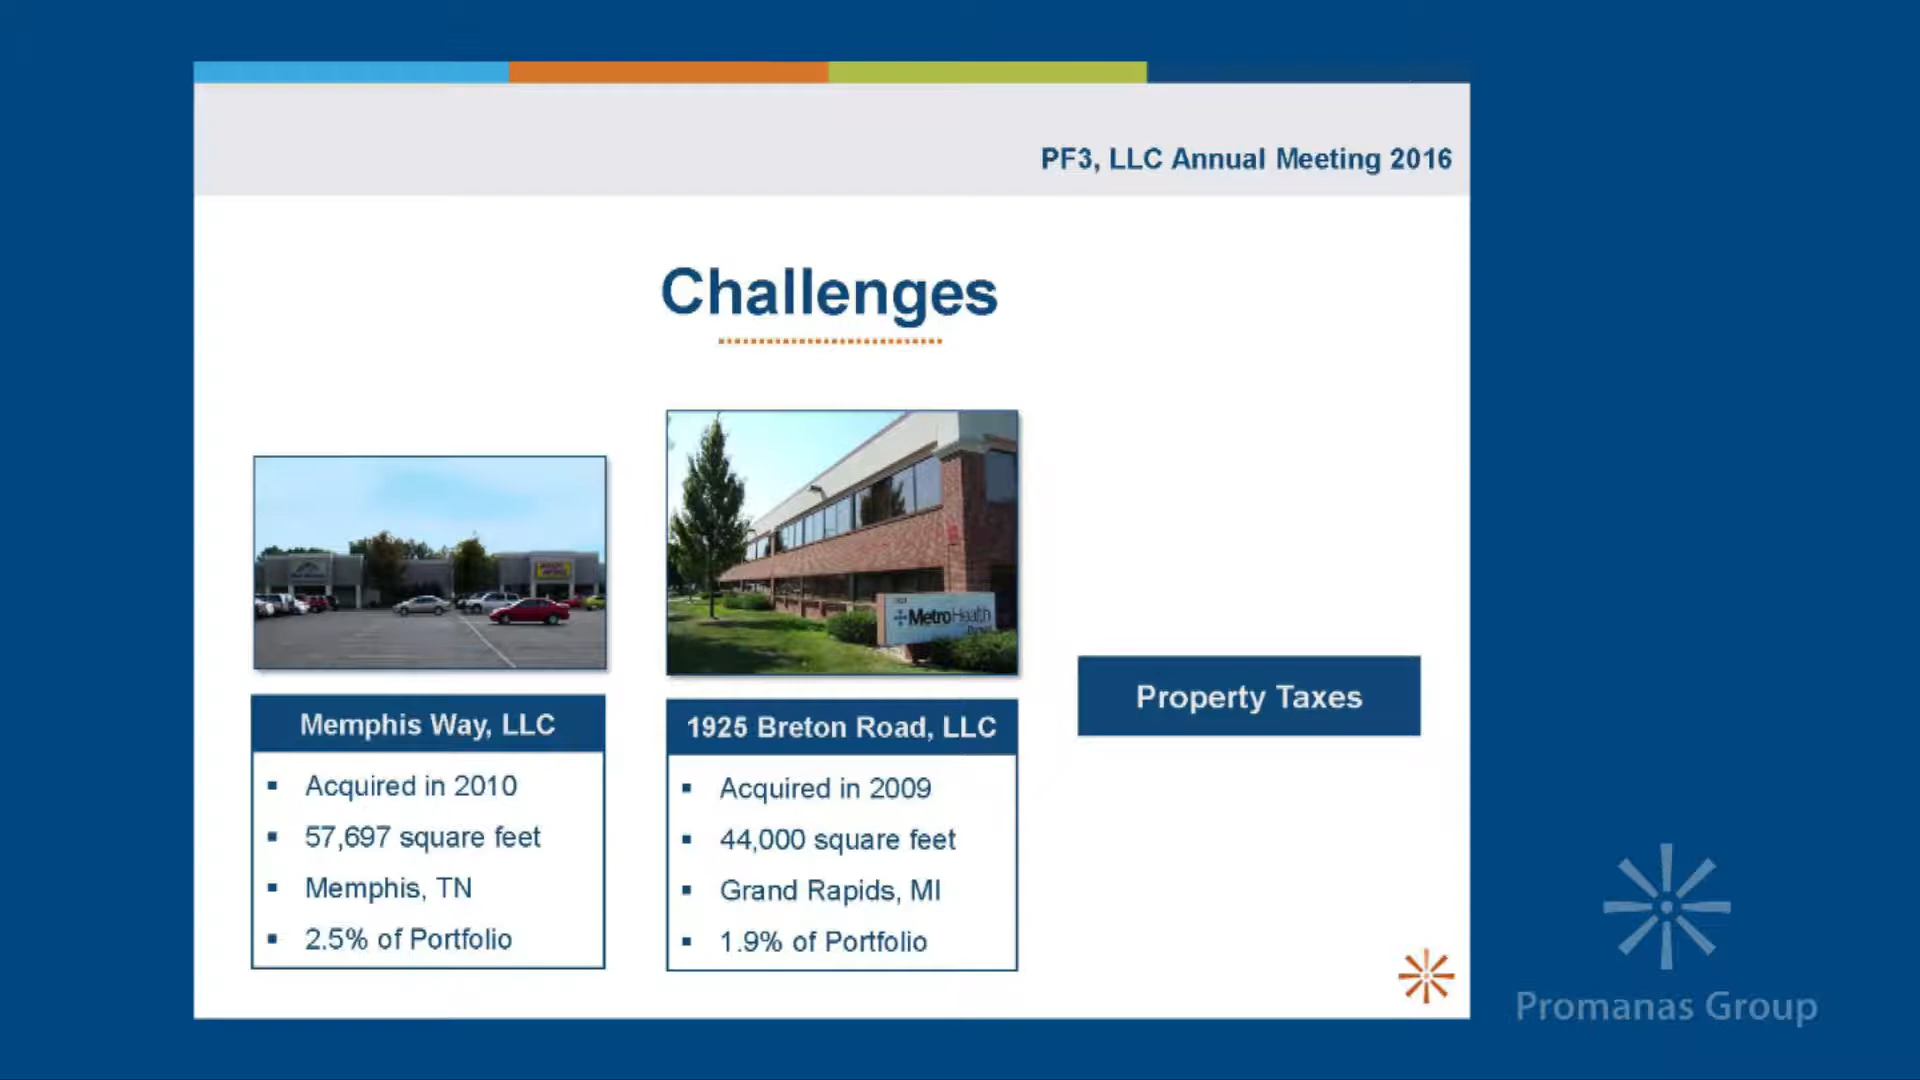 PF3, LLC Annual Meeting 2016
Challenges
MetroHealth
Memphis Way, LLC
▪ Acquired in 2010
▪ 57,697 square feet
▪ Memphis, TN
▪ 2.5% of Portfolio
1925 Breton Road, LLC
▪ Acquired in 2009
▪ 44,000 square feet
▪ Grand Rapids, MI
▪ 1.9% of Portfolio
Property Taxes
Promanas Group